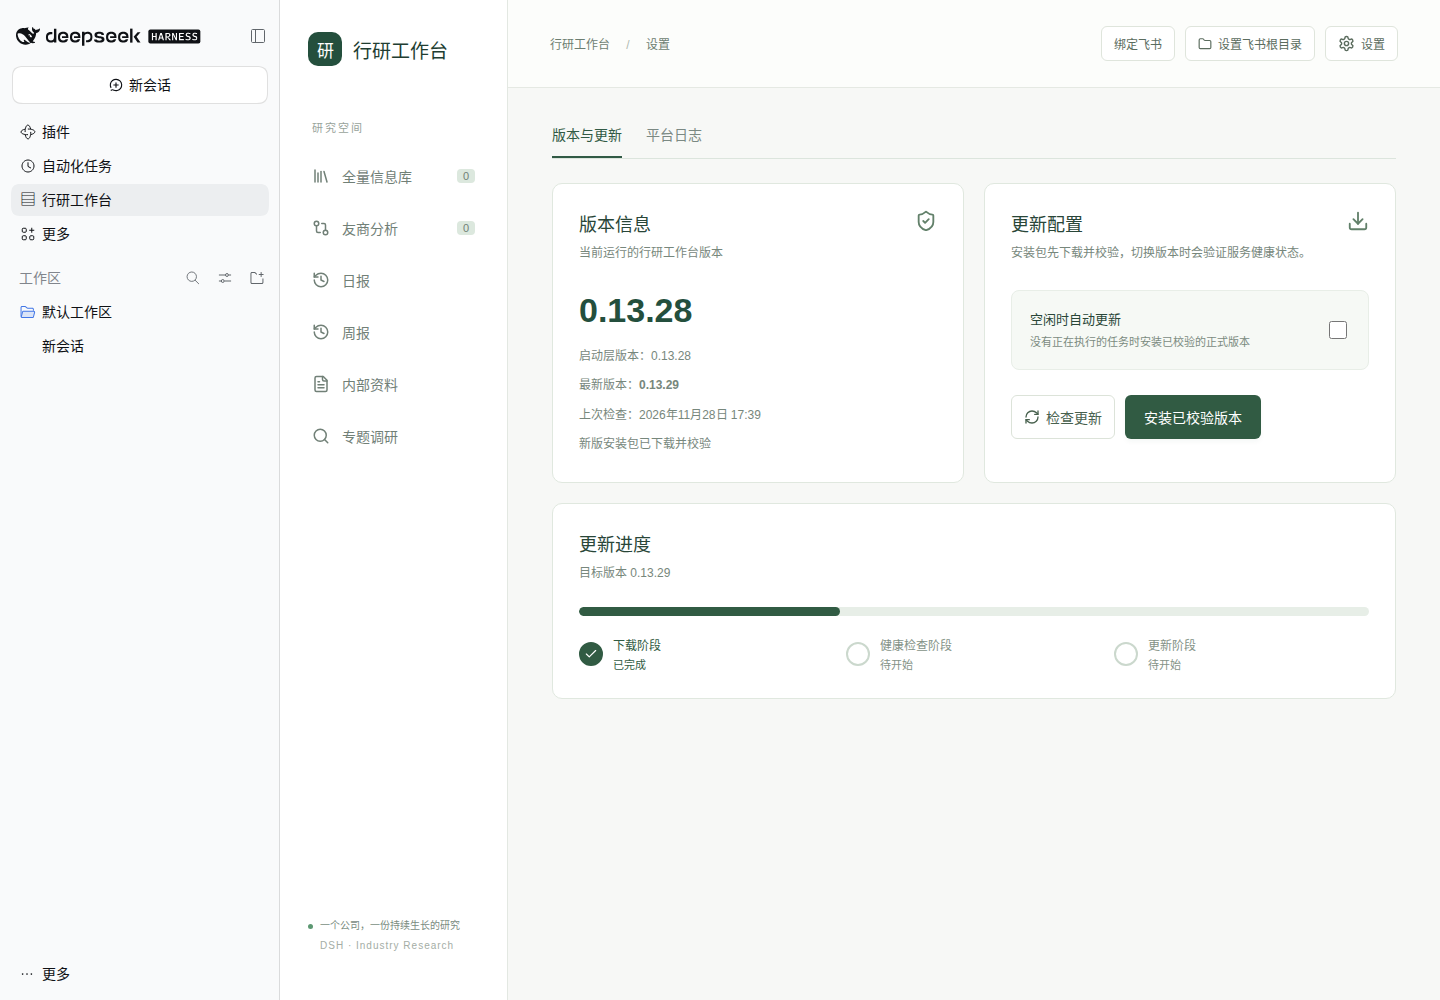 deepseek HARNESS
新会话
插件
自动化任务
行研工作台
更多
工作区
默认工作区
新会话
更多
研 行研工作台
研究空间
全量信息库 0
友商分析 0
日报
周报
内部资料
专题调研
一个公司，一份持续生长的研究
DSH · Industry Research
行研工作台 / 设置
绑定飞书
设置飞书根目录
设置
版本与更新
平台日志
版本信息
当前运行的行研工作台版本
0.13.28
启动层版本：0.13.28
最新版本：0.13.29
上次检查：2026年11月28日 17:39
新版安装包已下载并校验
更新配置
安装包先下载并校验，切换版本时会验证服务健康状态。
空闲时自动更新
没有正在执行的任务时安装已校验的正式版本
检查更新
安装已校验版本
更新进度
目标版本 0.13.29
下载阶段
已完成
健康检查阶段
待开始
更新阶段
待开始